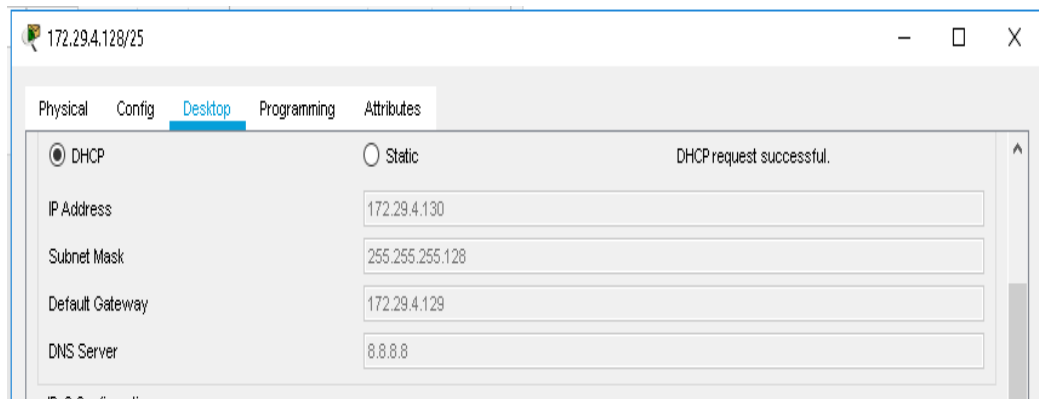 172.29.4.128/25
Physical Config Desktop Programming Attributes
DHCP Static DHCP request successful.
IP Address 172.29.4.130
Subnet Mask 255.255.255.128
Default Gateway 172.29.4.129
DNS Server 8.8.8.8